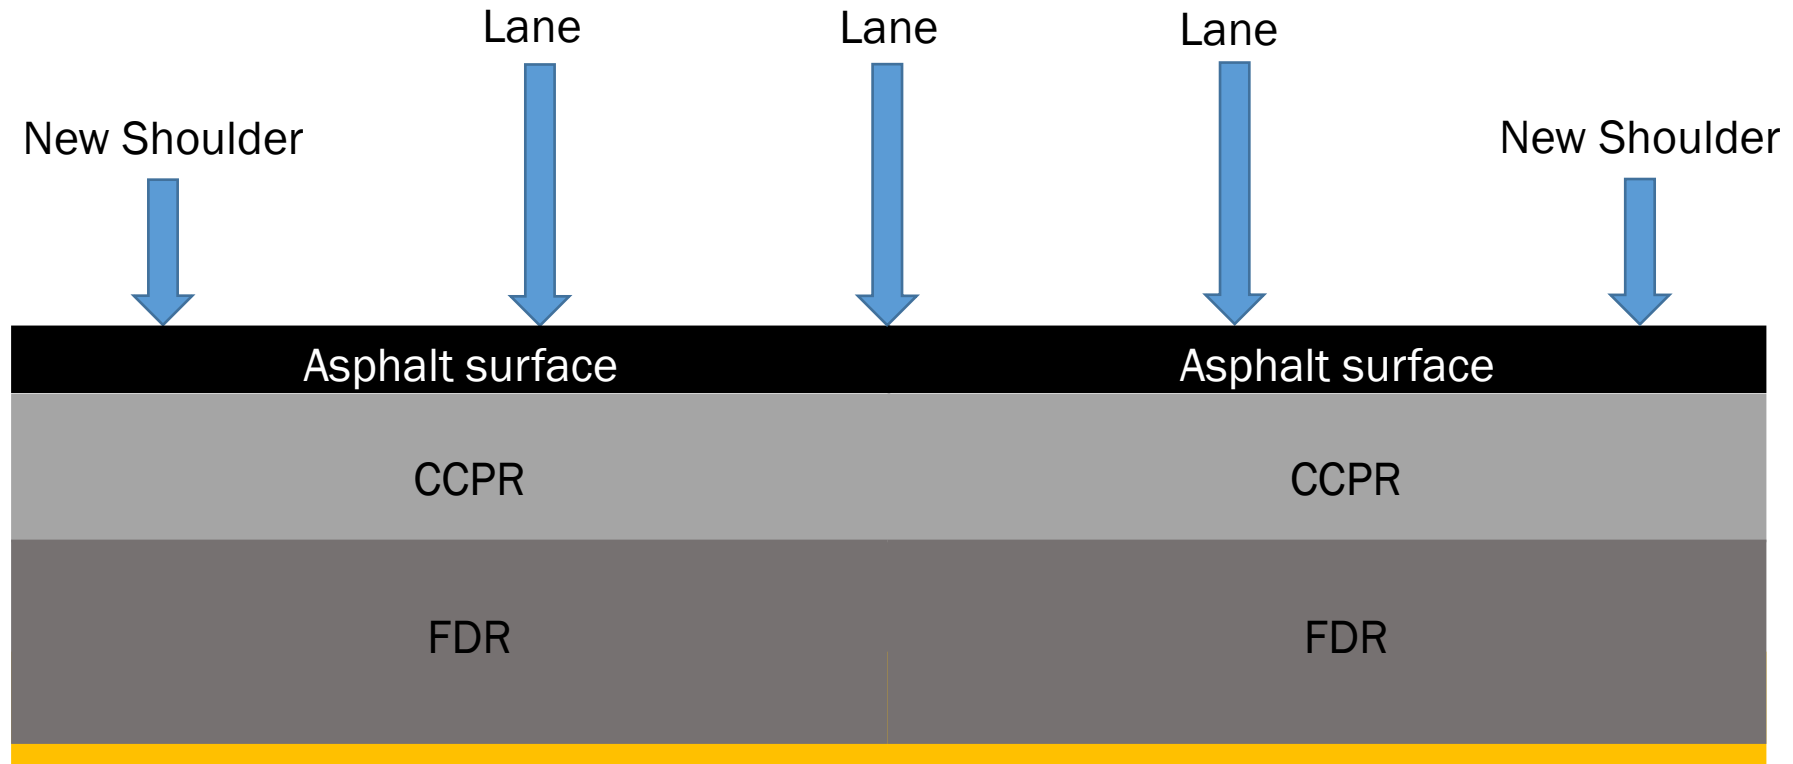 Lane
Lane
Lane
New Shoulder
New Shoulder
Asphalt surface
Asphalt surface
CCPR
CCPR
FDR
FDR